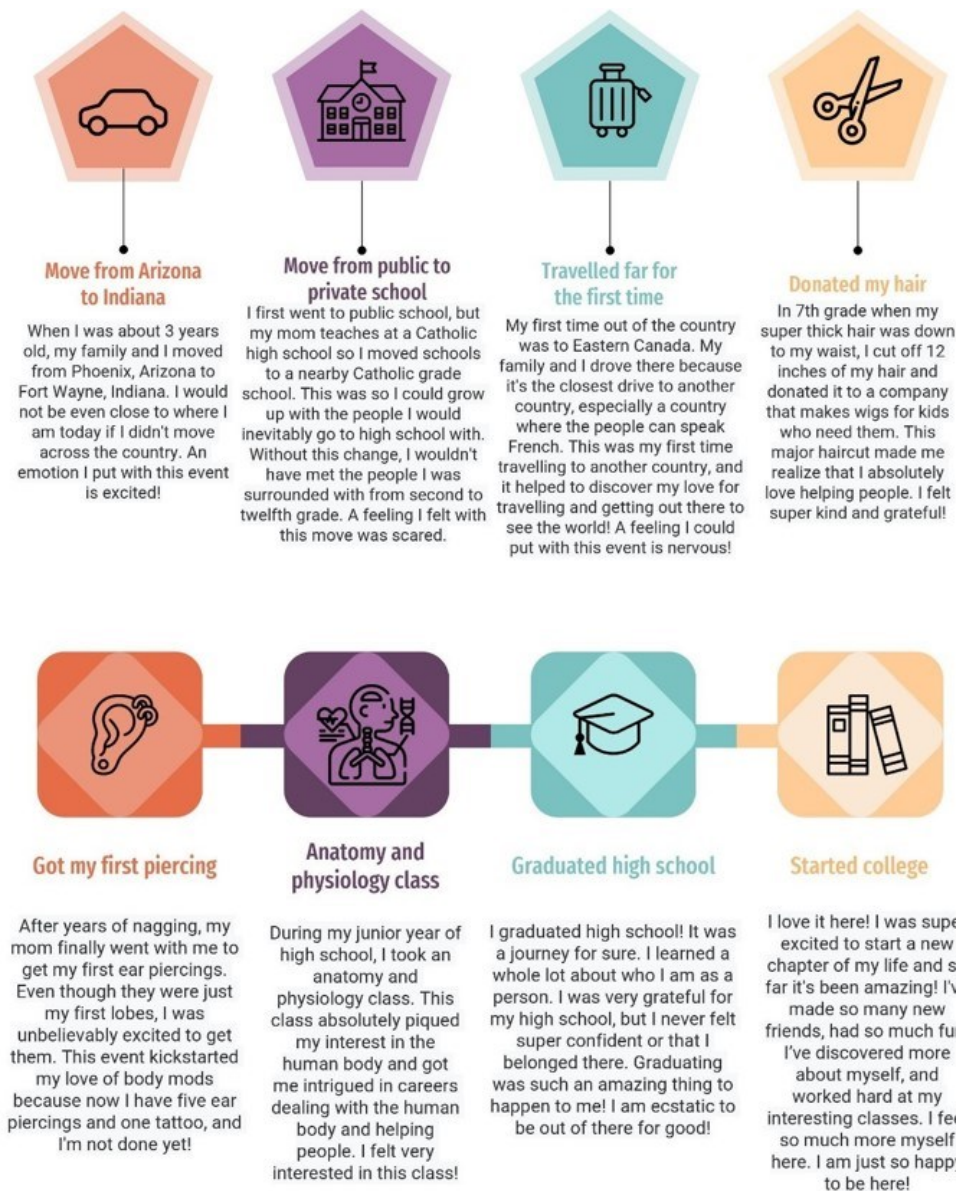 Move from Arizona
to Indiana
When I was about 3 years
old, my family and I moved
from Phoenix, Arizona to
Fort Wayne, Indiana. I would
not be even close to where I
am today if I didn't move
across the country. An
emotion I put with this event
is excited!
Move from public to
private school
I first went to public school, but
my mom teaches at a Catholic
high school so I moved schools
to a nearby Catholic grade
school. This was so I could grow
up with the people I would
inevitably go to high school with.
Without this change, I wouldn't
have met the people I was
surrounded with from second to
twelfth grade. A feeling I felt with
this move was scared.
Travelled far for
the first time
My first time out of the country
was to Eastern Canada. My
family and I drove there because
it's the closest drive to another
country, especially a country
where the people can speak
French. This was my first time
travelling to another country, and
it helped to discover my love for
travelling and getting out there to
see the world! A feeling I could
put with this event is nervous!
Donated my hair
In 7th grade when my
super thick hair was down
to my waist, I cut off 12
inches of my hair and
donated it to a company
that makes wigs for kids
who need them. This
major haircut made me
realize that I absolutely
love helping people. I felt
super kind and grateful!
Got my first piercing
After years of nagging, my
mom finally went with me to
get my first ear piercings.
Even though they were just
my first lobes, I was
unbelievably excited to get
them. This event kickstarted
my love of body mods
because now I have five ear
piercings and one tattoo, and
I'm not done yet!
Anatomy and
physiology class
During my junior year of
high school, I took an
anatomy and
physiology class. This
class absolutely piqued
my interest in the
human body and got
me intrigued in careers
dealing with the human
body and helping
people. I felt very
interested in this class!
Graduated high school
I graduated high school! It was
a journey for sure. I learned a
whole lot about who I am as a
person. I was very grateful for
my high school, but I never felt
super confident or that I
belonged there. Graduating
was such an amazing thing to
happen to me! I am ecstatic to
be out of there for good!
Started college
I love it here! I was supe
excited to start a new
chapter of my life and s
far it's been amazing! I'v
made so many new
friends, had so much fun
I've discovered more
about myself, and
worked hard at my
interesting classes. I fee
so much more myself
here. I am just so happy
to be here!